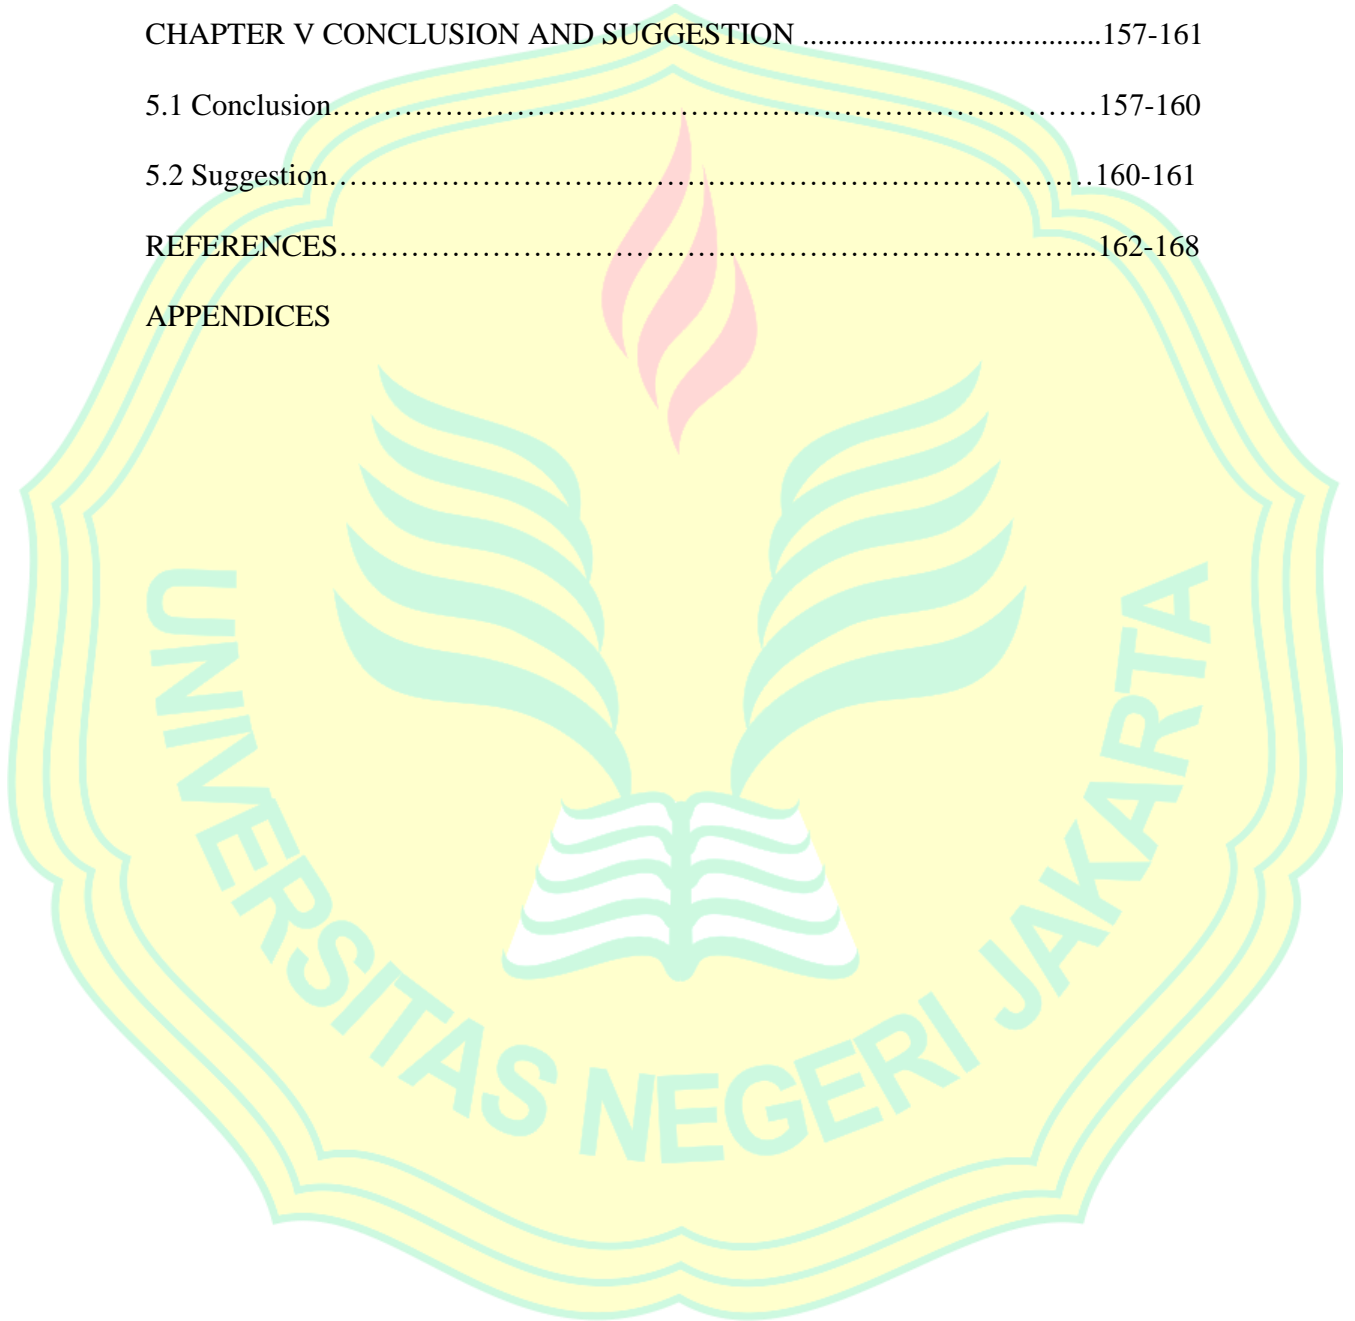 CHAPTER V CONCLUSION AND SUGGESTION ........................................157-161
5.1 Conclusion……………………………………………………………………157-160
5.2 Suggestion……………………………………………………………………160-161
REFERENCES…………………………………………………………………...162-168
APPENDICES
UNIVERSITAS NEGERI JAKARTA